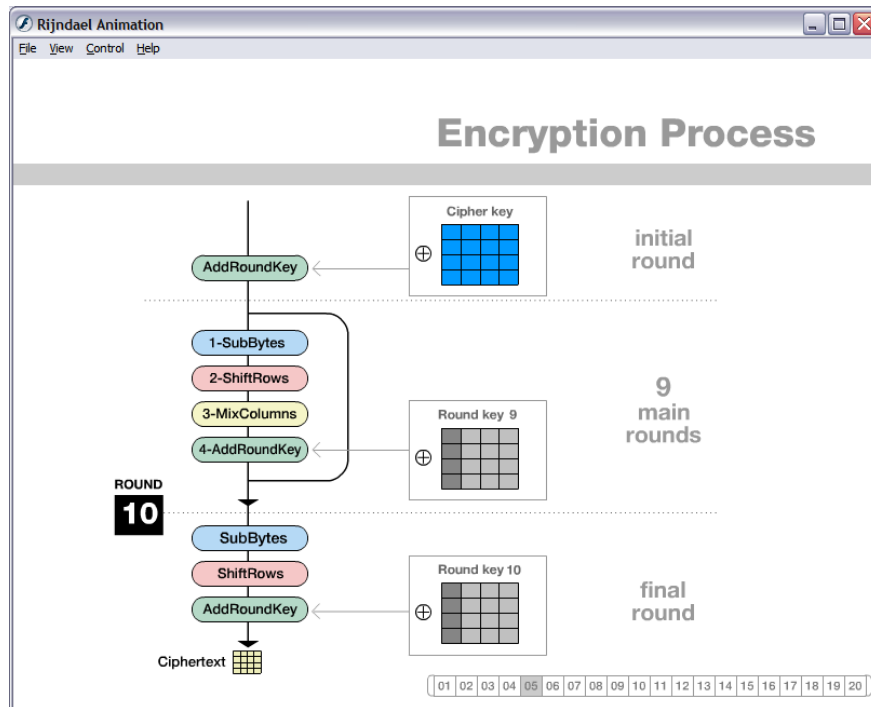 Rijndael Animation
File View Control Help
Encryption Process
Cipher key
initial
round
AddRoundKey
1-SubBytes
2-ShiftRows
3-MixColumns
4-AddRoundKey
Round key 9
9
main
rounds
ROUND
10
SubBytes
ShiftRows
AddRoundKey
Round key 10
final
round
Ciphertext
01 02 03 04 05 06 07 08 09 10 11 12 13 14 15 16 17 18 19 20